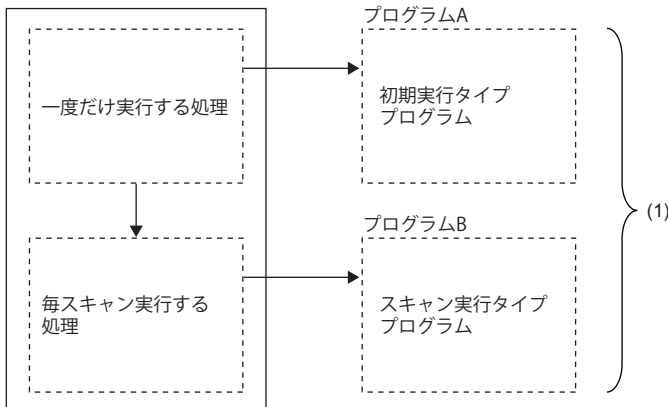 プログラムA
一度だけ実行する処理
初期実行タイプ
プログラム
(1)
プログラムB
毎スキャン実行する
処理
スキャン実行タイプ
プログラム